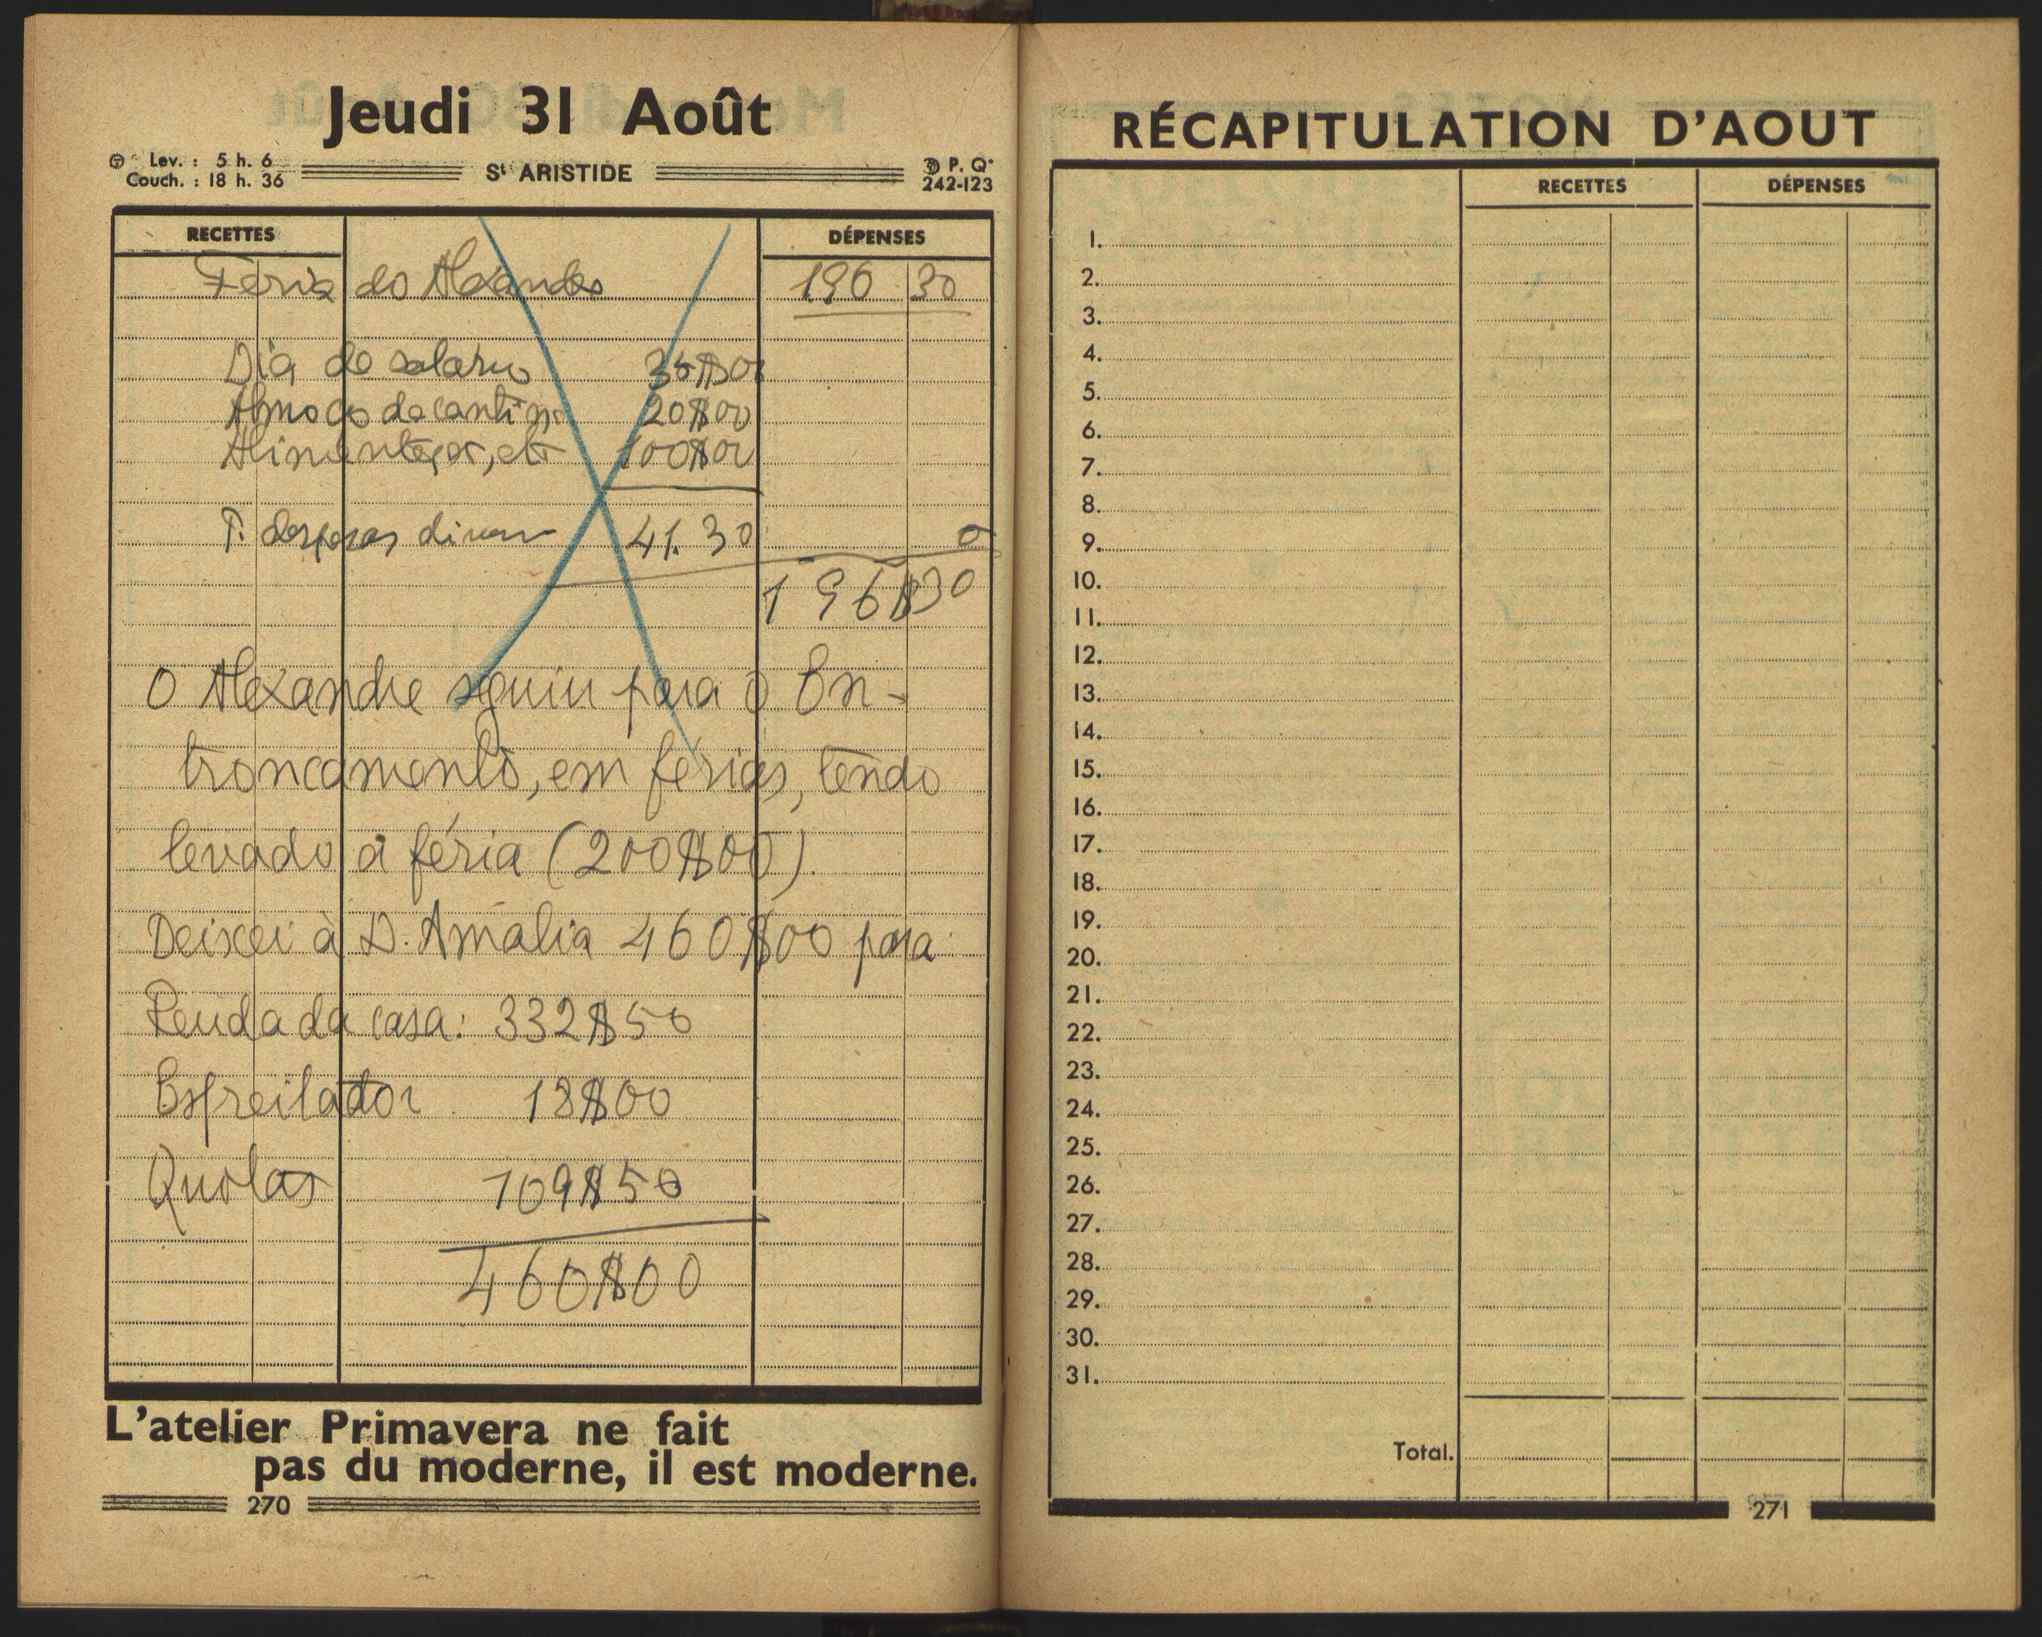 Jeudi 31 Août
Lev. : 5 h. 6
Couch. : 18 h. 36
St ARISTIDE
P. Q.
242-123
RECETTES
DÉPENSES
Féria do Alexandre 196 30
Dia de salário 35$00
Almoço da cantina 20$00
Alimentação, etc 100$00
P. despesas divers 41.30 0
196$30
O Alexandre seguiu para o En-
troncamento, em férias, tendo
levado a féria (200$00).
Deixei à D. Amália 460$00 para
Renda da casa: 332$50
18$00
Quotas 109$50
460$00
L'atelier Primavera ne fait
pas du moderne, il est moderne.
270
RÉCAPITULATION D'AOUT
RECETTES
DÉPENSES
1.
2.
3.
4.
5.
6.
7.
8.
9.
10.
11.
12.
13.
14.
15.
16.
17.
18.
19.
20.
21.
22.
23.
24.
25.
26.
27.
28.
29.
30.
31.
Total.
271